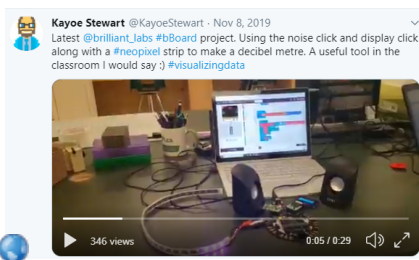 Kayoe Stewart @KayoeStewart · Nov 8, 2019
Latest @brilliant_labs #bBoard project. Using the noise click and display click
along with a #neopixel strip to make a decibel metre. A useful tool in the
classroom I would say :) #visualizingdata
346 views
0:05 / 0:29